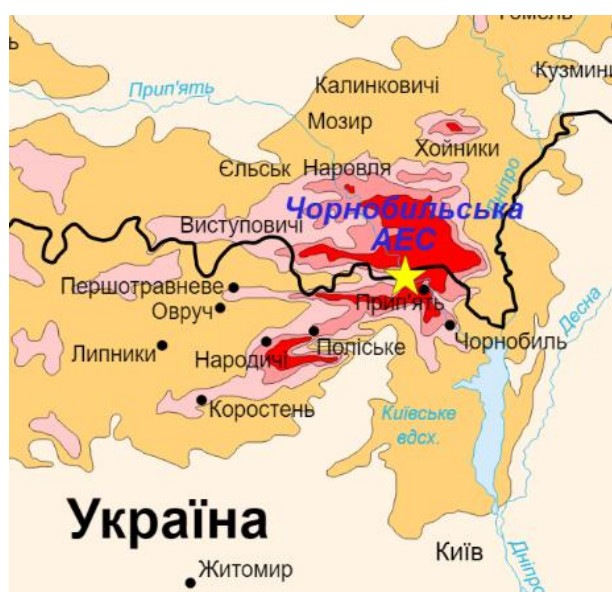 Гомель
Кузмини
Прип'ять
Калинковичі
Мозир
Хойники
Дніпро
Єльськ Наровля
Чорнобильська
АЕС
Виступовичі
Першотравневе
Прип'ять
Овруч
Десна
Липники
Народичі
Поліське
Чорнобиль
Коростень
Київське
вдсх.
Україна
Київ
Житомир
Дніпро